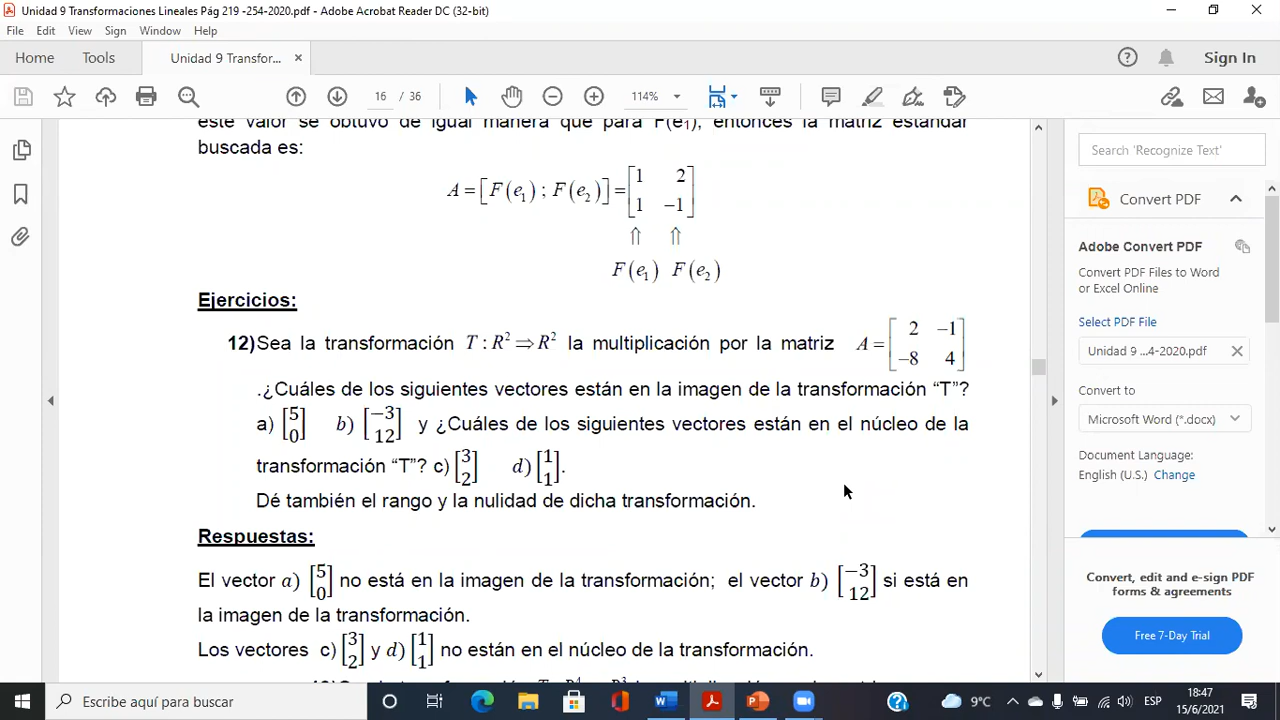 Unidad 9 Transformaciones Lineales Pág 219 -254-2020.pdf - Adobe Acrobat Reader DC (32-bit)
File Edit View Sign Window Help
Home Tools Unidad 9 Transfor... × Sign In
16 / 36 114%
este valor se obtuvo de igual manera que para F(e₁), entonces la matriz estándar
buscada es:
A = [F(e₁) ; F(e₂)] = [1 2
1 −1]
⇑ ⇑
F(e₁) F(e₂)
Ejercicios:
12)Sea la transformación T : R² ⇒ R² la multiplicación por la matriz A = [2 −1
−8 4]
.¿Cuáles de los siguientes vectores están en la imagen de la transformación “T”?
a) [5 0] b) [−3 12] y ¿Cuáles de los siguientes vectores están en el núcleo de la
transformación “T”? c) [3 2] d) [1 1].
Dé también el rango y la nulidad de dicha transformación.
Respuestas:
El vector a) [5 0] no está en la imagen de la transformación; el vector b) [−3 12] si está en
la imagen de la transformación.
Los vectores c) [3 2] y d) [1 1] no están en el núcleo de la transformación.
Search 'Recognize Text'
Convert PDF
Adobe Convert PDF
Convert PDF Files to Word
or Excel Online
Select PDF File
Unidad 9 ...4-2020.pdf ×
Convert to
Microsoft Word (*.docx)
Document Language:
English (U.S.) Change
Convert, edit and e-sign PDF
forms & agreements
Free 7-Day Trial
Escribe aquí para buscar
9°C ESP 18:47
15/6/2021